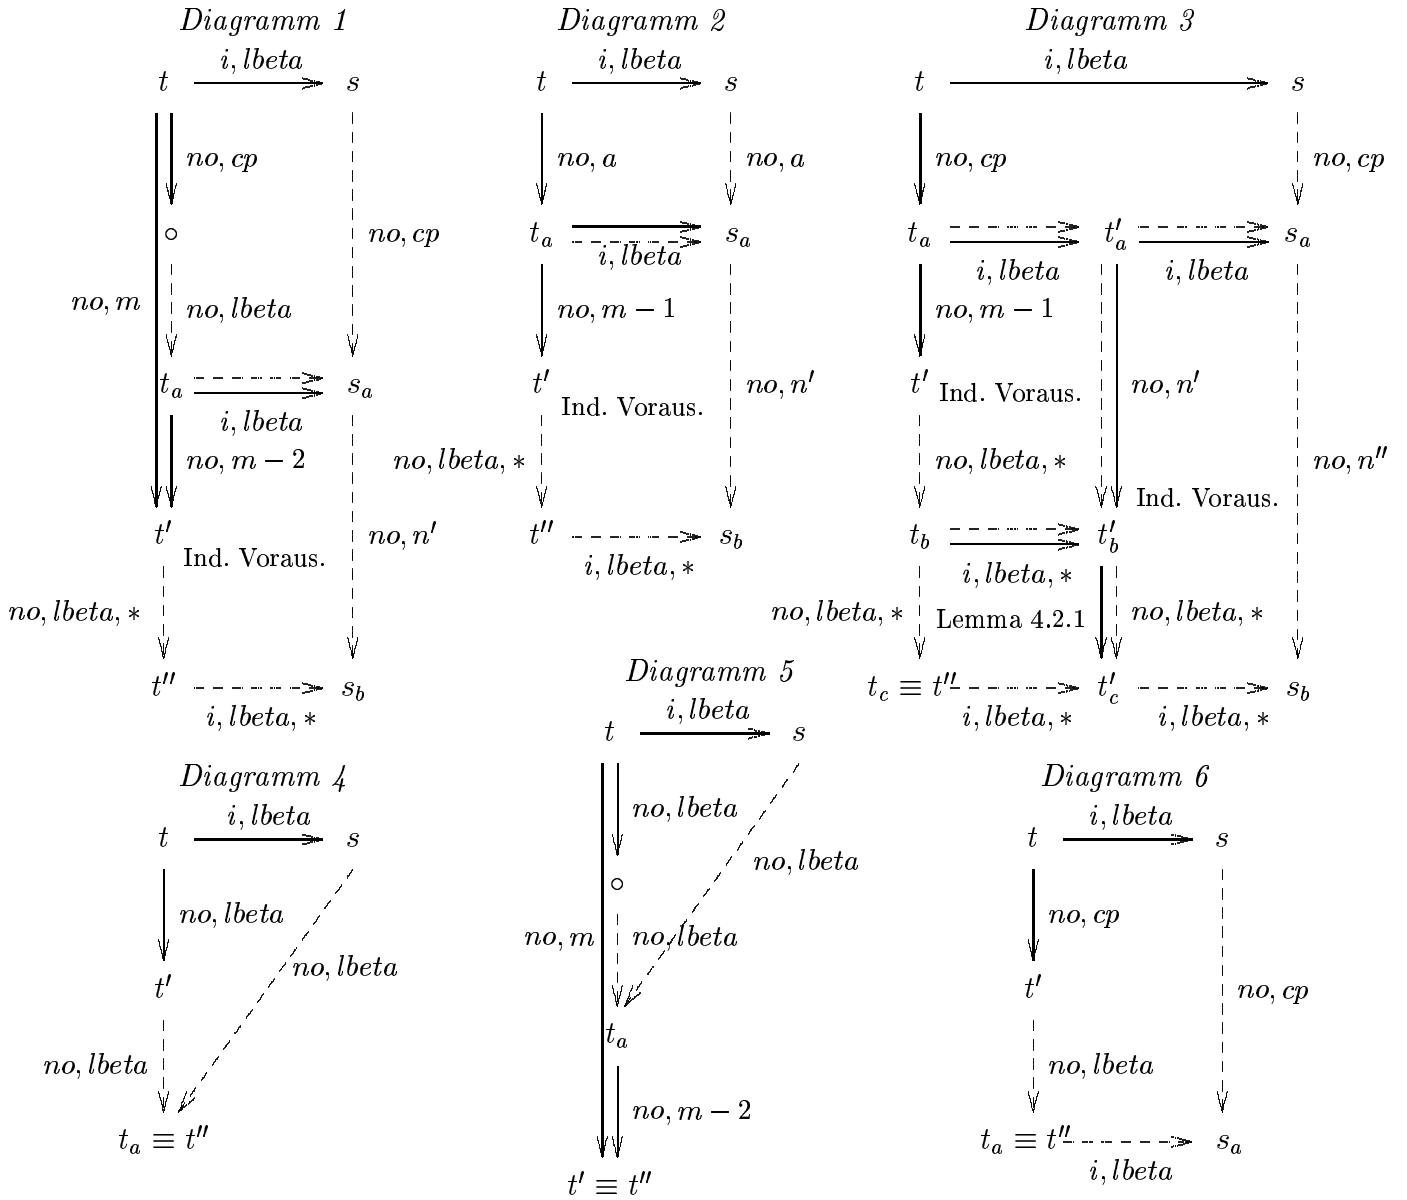 Diagramm 1
i, lbeta
t
s
no, cp
no, cp
no, m
no, lbeta
t_a
s_a
i, lbeta
no, m − 2
t'
Ind. Voraus.
no, n'
no, lbeta, ∗
t''
s_b
i, lbeta, ∗
Diagramm 2
i, lbeta
t
s
no, a
no, a
t_a
s_a
i, lbeta
no, m − 1
t'
no, n'
Ind. Voraus.
no, lbeta, ∗
t''
s_b
i, lbeta, ∗
Diagramm 3
i, lbeta
t
s
no, cp
no, cp
t_a
t'_a
s_a
i, lbeta
i, lbeta
no, m − 1
t'
Ind. Voraus.
no, n'
no, lbeta, ∗
no, n''
Ind. Voraus.
t_b
t'_b
i, lbeta, ∗
no, lbeta, ∗
Lemma 4.2.1
no, lbeta, ∗
t_c ≡ t''
t'_c
s_b
i, lbeta, ∗
i, lbeta, ∗
Diagramm 4
i, lbeta
t
s
no, lbeta
no, lbeta
t'
no, lbeta
t_a ≡ t''
Diagramm 5
i, lbeta
t
s
no, lbeta
no, lbeta
no, m
no, lbeta
t_a
no, m − 2
t' ≡ t''
Diagramm 6
i, lbeta
t
s
no, cp
t'
no, cp
no, lbeta
t_a ≡ t''
s_a
i, lbeta